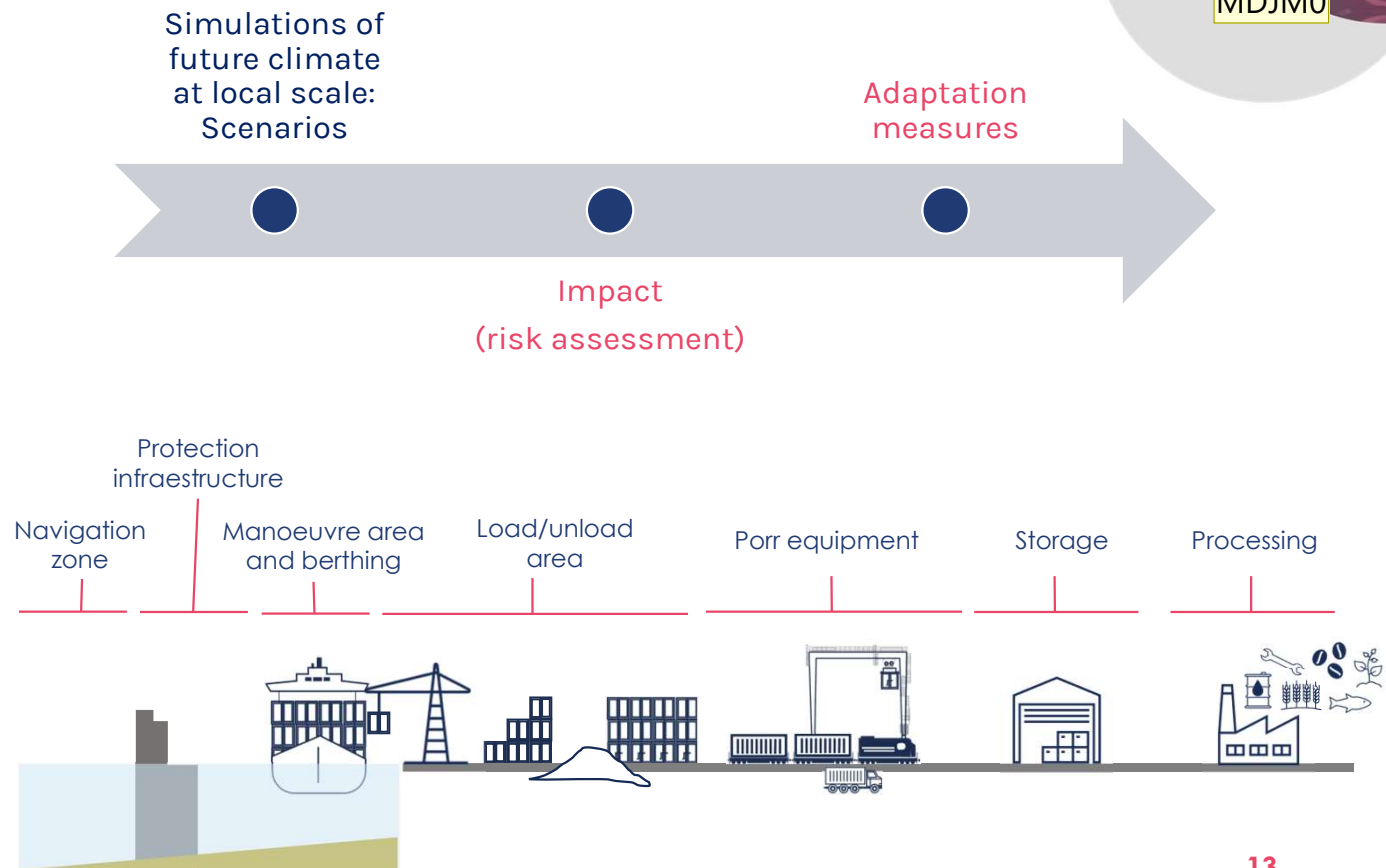 MDJM0
Simulations of
future climate
at local scale:
Scenarios
Adaptation
measures
Impact
(risk assessment)
Protection
infraestructure
Navigation
zone
Manoeuvre area
and berthing
Load/unload
area
Porr equipment
Storage
Processing
13